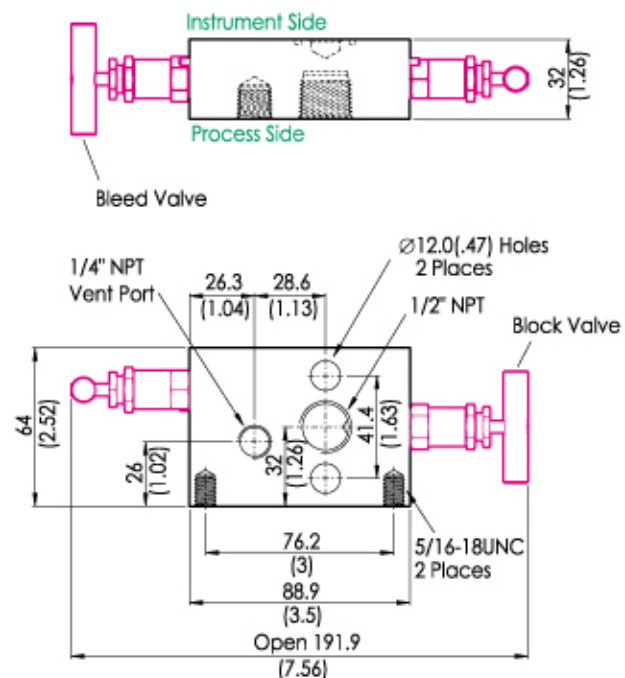 Instrument Side
32
(1.26)
Process Side
Bleed Valve
Ø12.0(.47) Holes
2 Places
1/4" NPT
Vent Port
26.3
(1.04)
28.6
(1.13)
1/2" NPT
Block Valve
64
(2.52)
26
(1.02)
32
(1.26)
41.4
(1.63)
76.2
(3)
5/16-18UNC
2 Places
88.9
(3.5)
Open 191.9
(7.56)